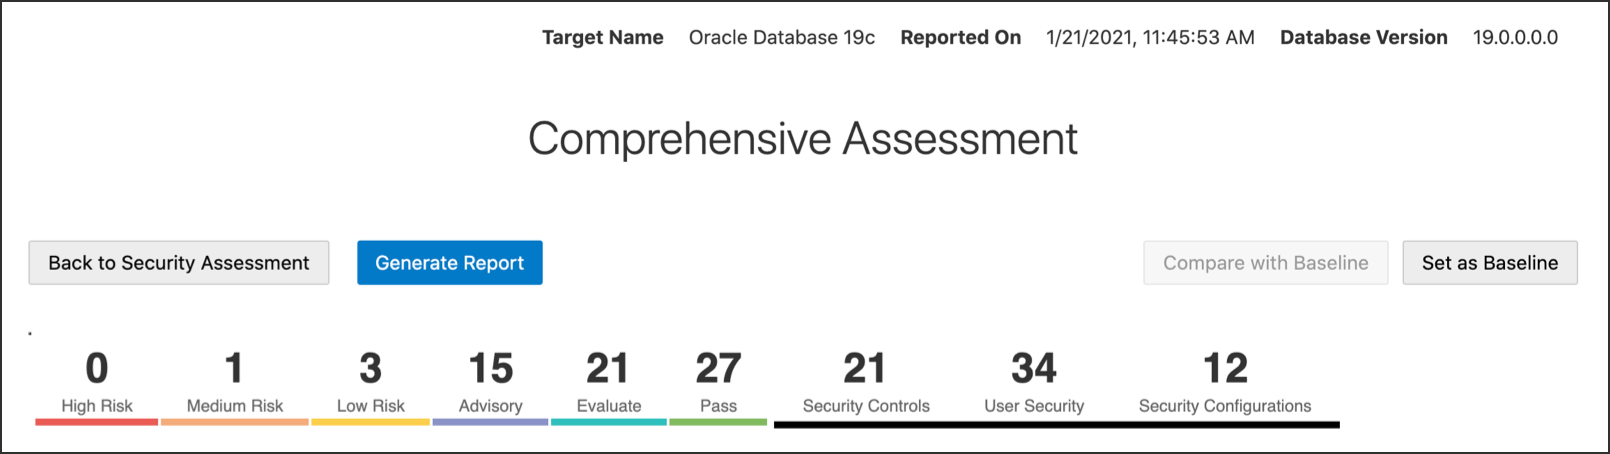 Target Name Oracle Database 19c Reported On 1/21/2021, 11:45:53 AM Database Version 19.0.0.0.0
Comprehensive Assessment
Back to Security Assessment Generate Report Compare with Baseline Set as Baseline
0 1 3 15 21 27 21 34 12
High Risk Medium Risk Low Risk Advisory Evaluate Pass Security Controls User Security Security Configurations